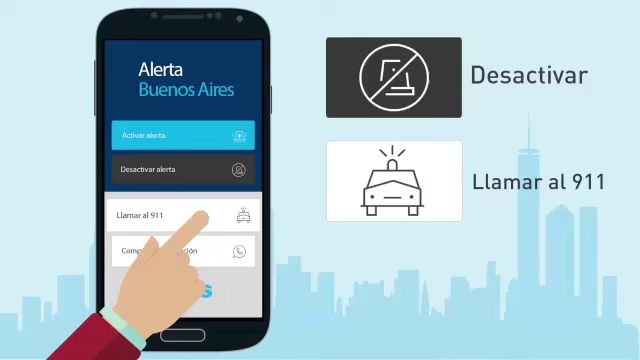 Alerta
Buenos Aires
Activar alerta
Desactivar alerta
Llamar al 911
Desactivar
Llamar al 911